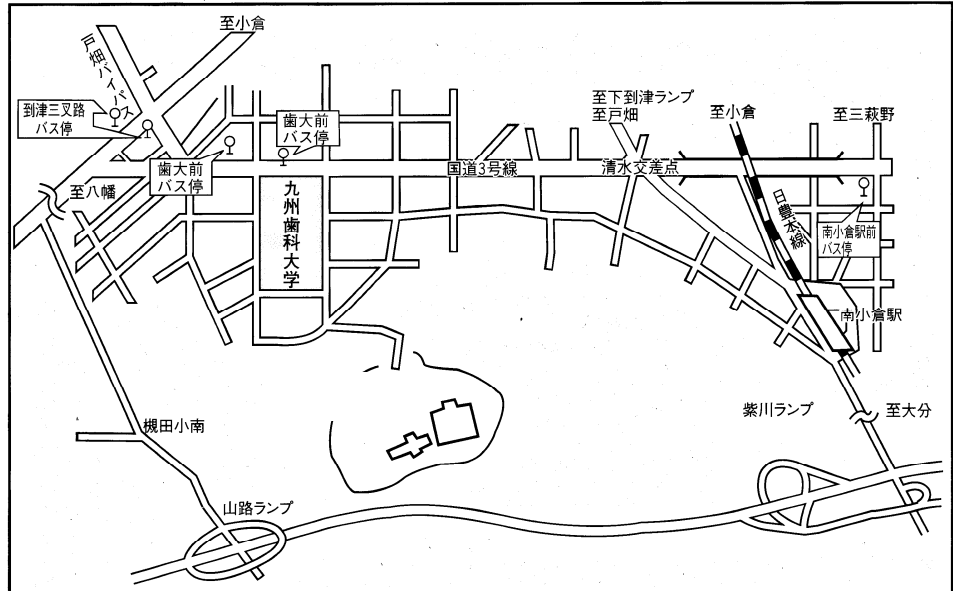 至小倉
戸畑バイパス
到津三叉路
バス停
歯大前
バス停
歯大前
バス停
至下到津ランプ
至戸畑
至小倉
至三萩野
国道3号線
清水交差点
至八幡
九州歯科大学
日豊本線
南小倉駅前
バス停
南小倉駅
槻田小南
紫川ランプ
至大分
山路ランプ